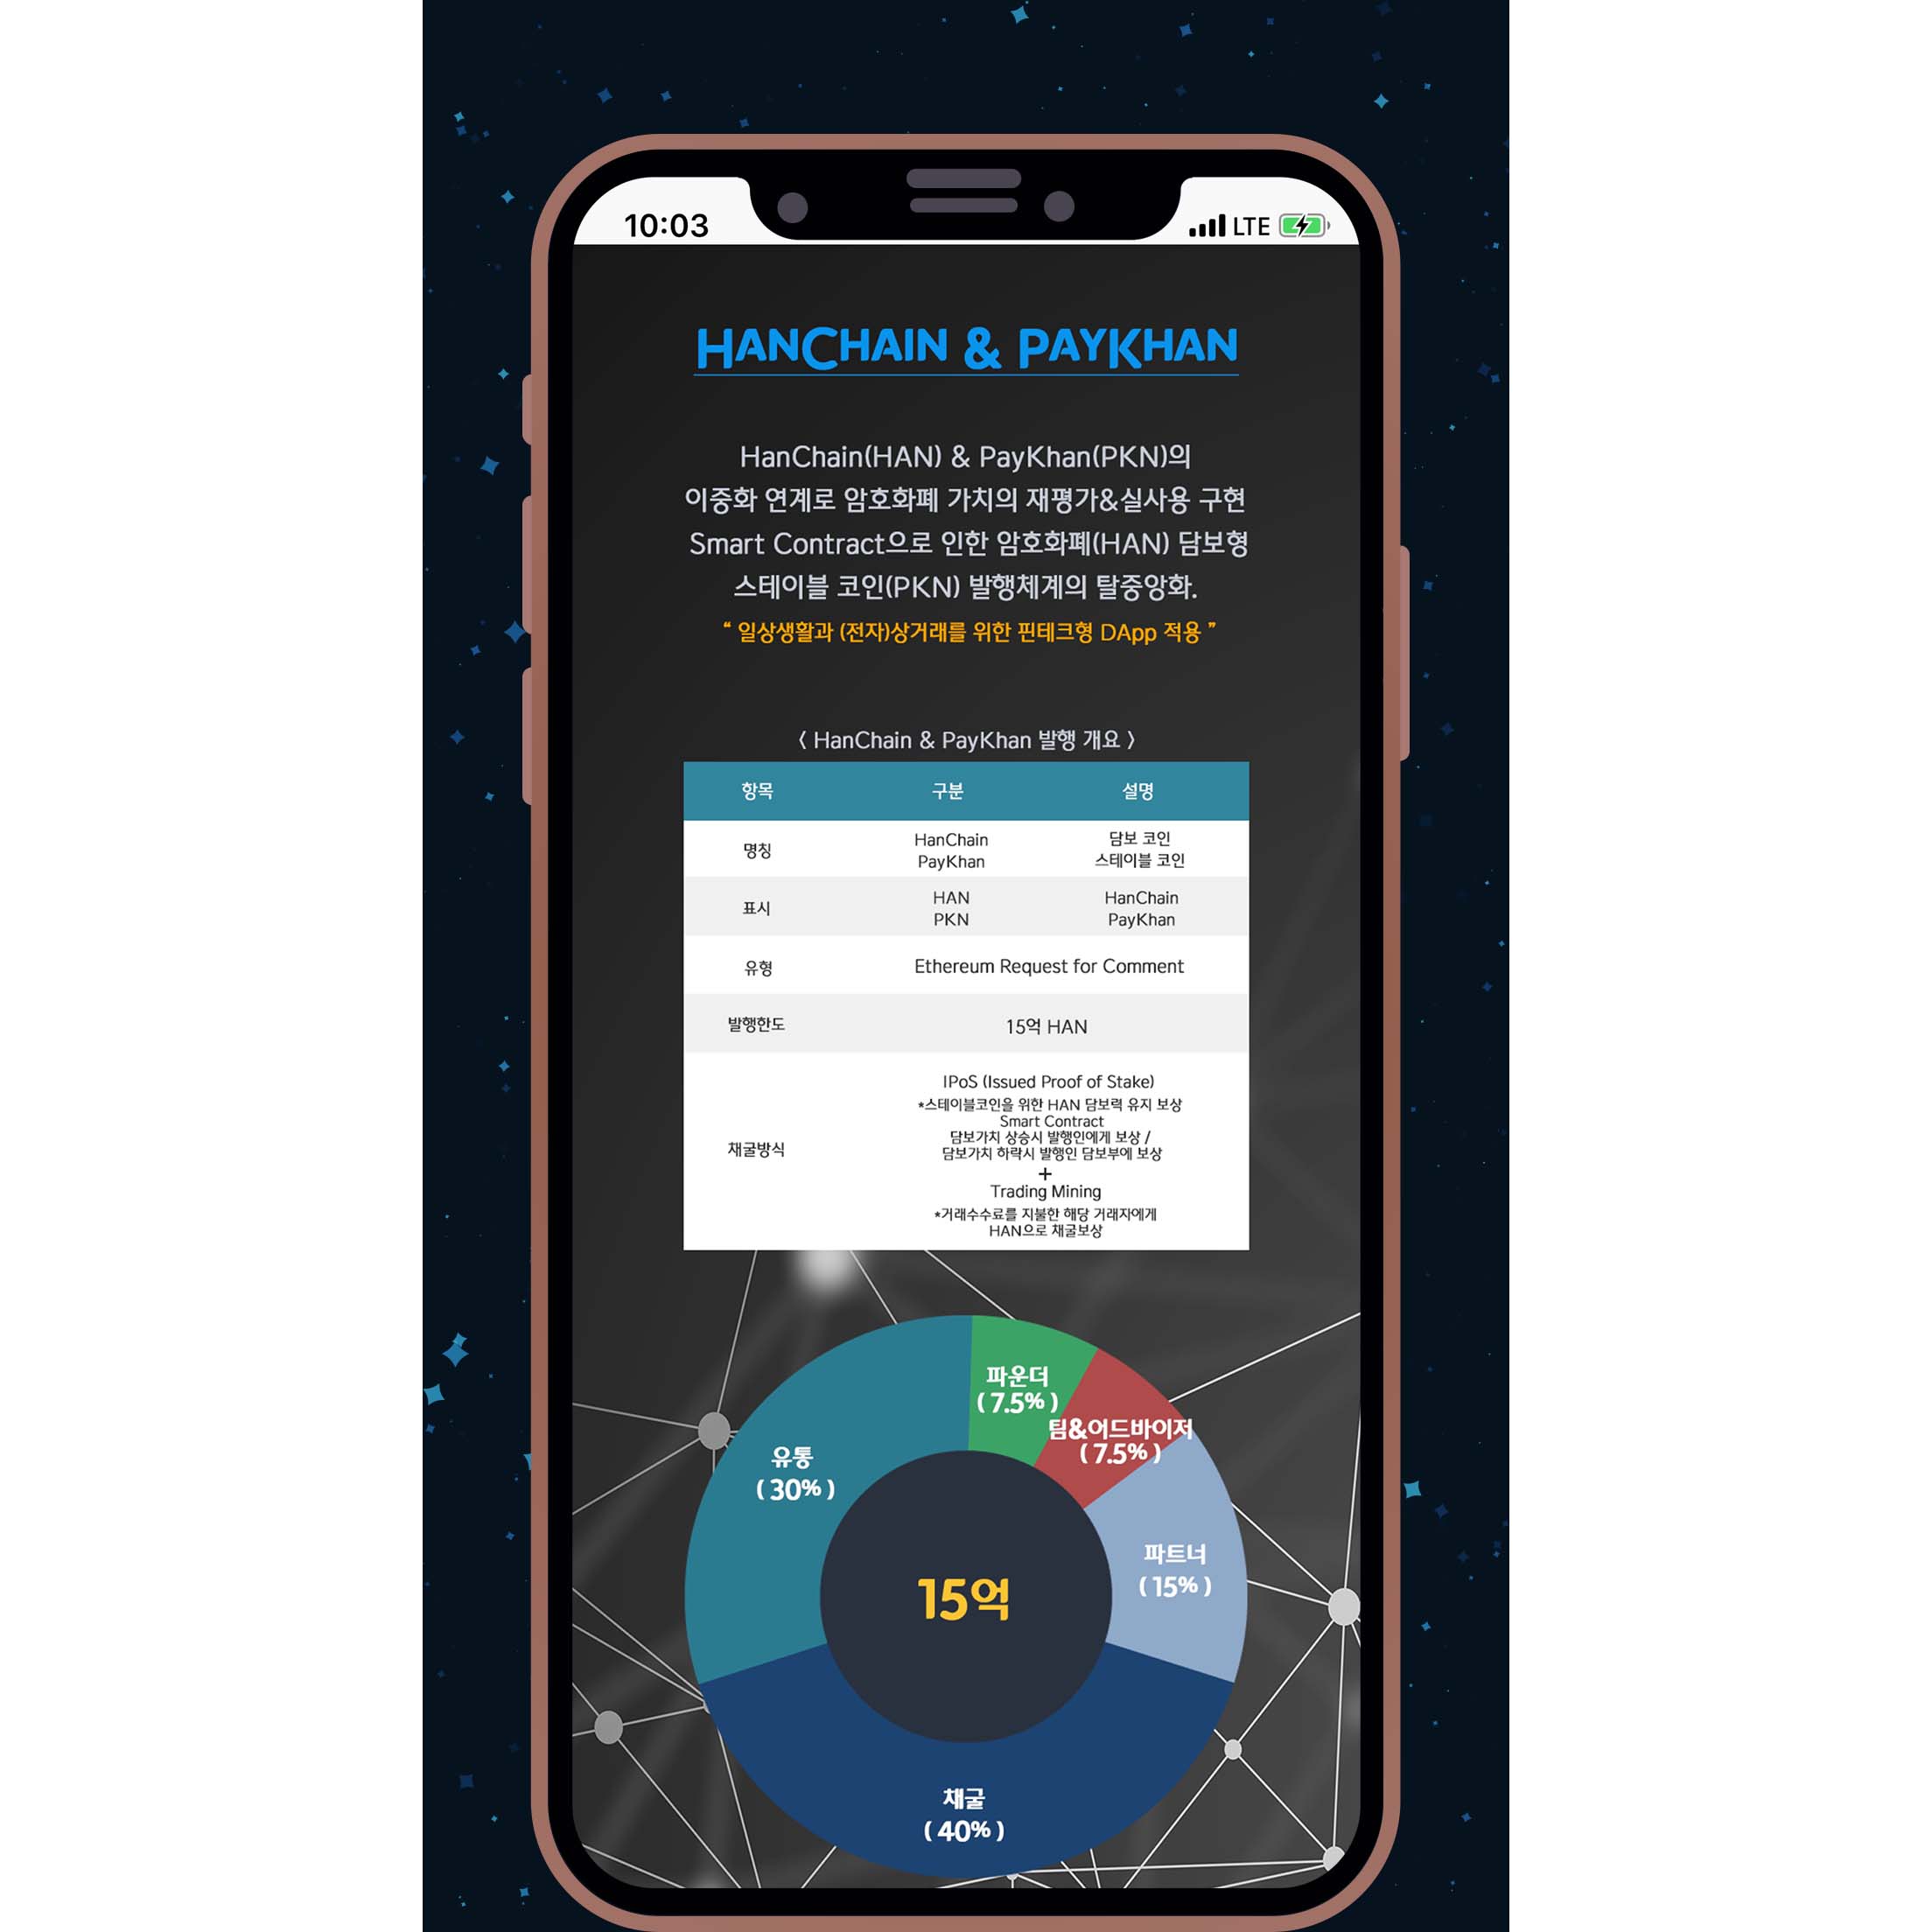 10:03
LTE
HANCHAIN & PAYKHAN
HanChain(HAN) & PayKhan(PKN)의
이중화 연계로 암호화폐 가치의 재평가&실사용 구현
Smart Contract으로 인한 암호화폐(HAN) 담보형
스테이블 코인(PKN) 발행체계의 탈중앙화.
“ 일상생활과 (전자)상거래를 위한 핀테크형 DApp 적용 ”
< HanChain & PayKhan 발행 개요 >
항목 구분 설명
명칭
HanChain 담보 코인
PayKhan 스테이블 코인
표시
HAN HanChain
PKN PayKhan
유형 Ethereum Request for Comment
발행한도 15억 HAN
채굴방식
IPoS (Issued Proof of Stake)
*스테이블코인을 위한 HAN 담보력 유지 보상
Smart Contract
담보가치 상승시 발행인에게 보상 /
담보가치 하락시 발행인 담보부에 보상
+
Trading Mining
*거래수수료를 지불한 해당 거래자에게
HAN으로 채굴보상
파운더
( 7.5% )
팀&어드바이저
( 7.5% )
유통
( 30% )
파트너
( 15% )
15억
채굴
( 40% )